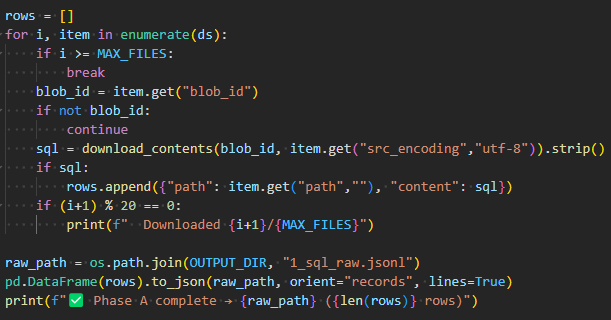 rows = []
for i, item in enumerate(ds):
    if i >= MAX_FILES:
        break
    blob_id = item.get("blob_id")
    if not blob_id:
        continue
    sql = download_contents(blob_id, item.get("src_encoding","utf-8")).strip()
    if sql:
        rows.append({"path": item.get("path",""), "content": sql})
    if (i+1) % 20 == 0:
        print(f"  Downloaded {i+1}/{MAX_FILES}")

raw_path = os.path.join(OUTPUT_DIR, "1_sql_raw.jsonl")
pd.DataFrame(rows).to_json(raw_path, orient="records", lines=True)
print(f"✅ Phase A complete → {raw_path} ({len(rows)} rows)")